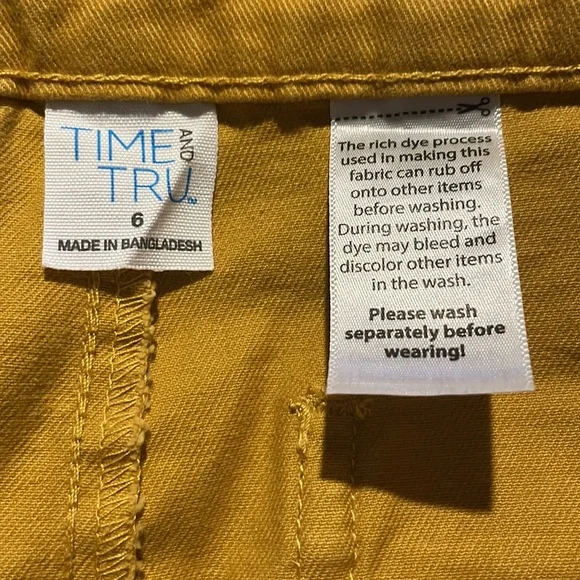 TIME AND
TRU™
6
MADE IN BANGLADESH
The rich dye process
used in making this
fabric can rub off
onto other items
before washing.
During washing, the
dye may bleed and
discolor other items
in the wash.
Please wash
separately before
wearing!